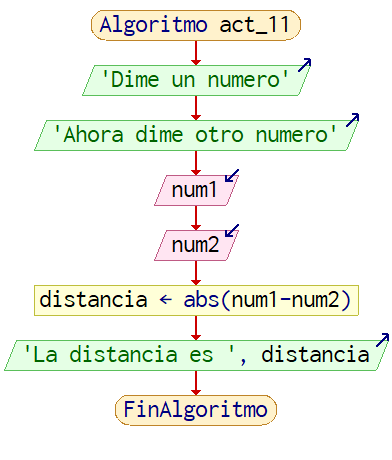 Algoritmo act_11
'Dime un numero'
'Ahora dime otro numero'
num1
num2
distancia ← abs(num1-num2)
'La distancia es ', distancia
FinAlgoritmo